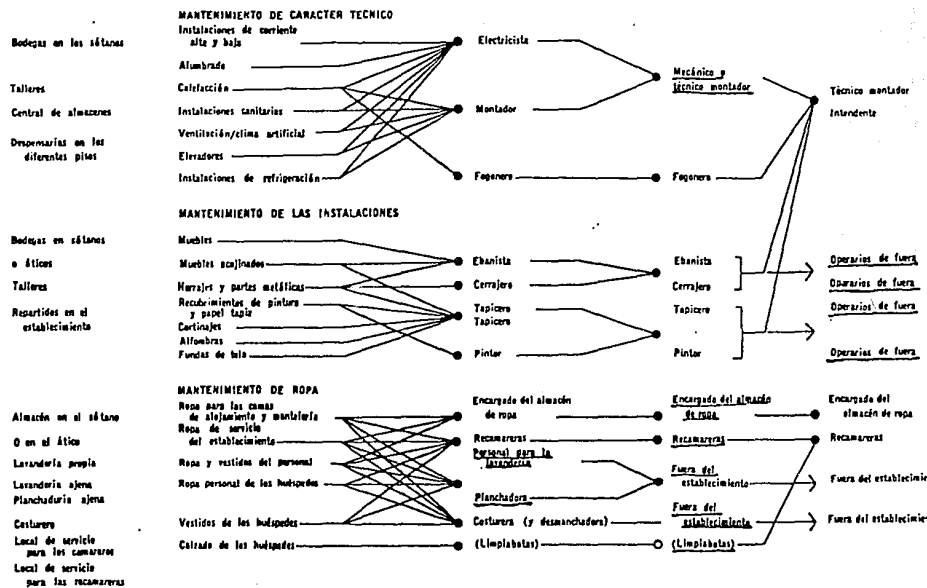 MANTENIMIENTO DE CARACTER TECNICO
Bodegas en los sótanos
Talleres
Central de almacenes
Despensarias en los
diferentes pisos
Instalaciones de corriente
alta y baja
Alumbrado
Calefacción
Instalaciones sanitarias
Ventilación/clima artificial
Elevadores
Instalaciones de refrigeración
Electricista
Montador
Fogonero
Mecánico o
técnico montador
Fogonero
Técnico montador
Intendente
MANTENIMIENTO DE LAS INSTALACIONES
Bodegas en sótanos
o áticos
Talleres
Repartidos en el
establecimiento
Muebles
Muebles acojinados
Herrajes y partes metálicas
Recubrimientos de pintura
y papel tapiz
Cortinajes
Alfombras
Fundas de tela
Ebanista
Cerrajero
Tapicero
Tapicero
Pintor
Ebanista
Cerrajero
Tapicero
Pintor
Operarios de fuera
Operarios de fuera
Operarios de fuera
Operarios de fuera
MANTENIMIENTO DE ROPA
Almacén en el sótano
O en el ático
Lavandería propia
Lavandería ajena
Planchaduría ajena
Costurero
Local de servicio
para los camareros
Local de servicio
para las recamareras
Ropa para las camas
de alojamiento y mantelería
Ropa de servicio
del establecimiento
Ropa y vestidos del personal
Ropa personal de los huéspedes
Vestidos de los huéspedes
Calzado de los huéspedes
Encargado del almacén
de ropa
Recamareras
Personal para la
lavandería
Planchadora
Costurera (y desmanchadora)
(Limpiabotas)
Encargado del almacén
de ropa
Recamareras
Fuera del
establecimiento
Fuera del
establecimiento
(Limpiabotas)
Encargado del
almacén de ropa
Recamareras
Fuera del establecimie
Fuera del establecimien